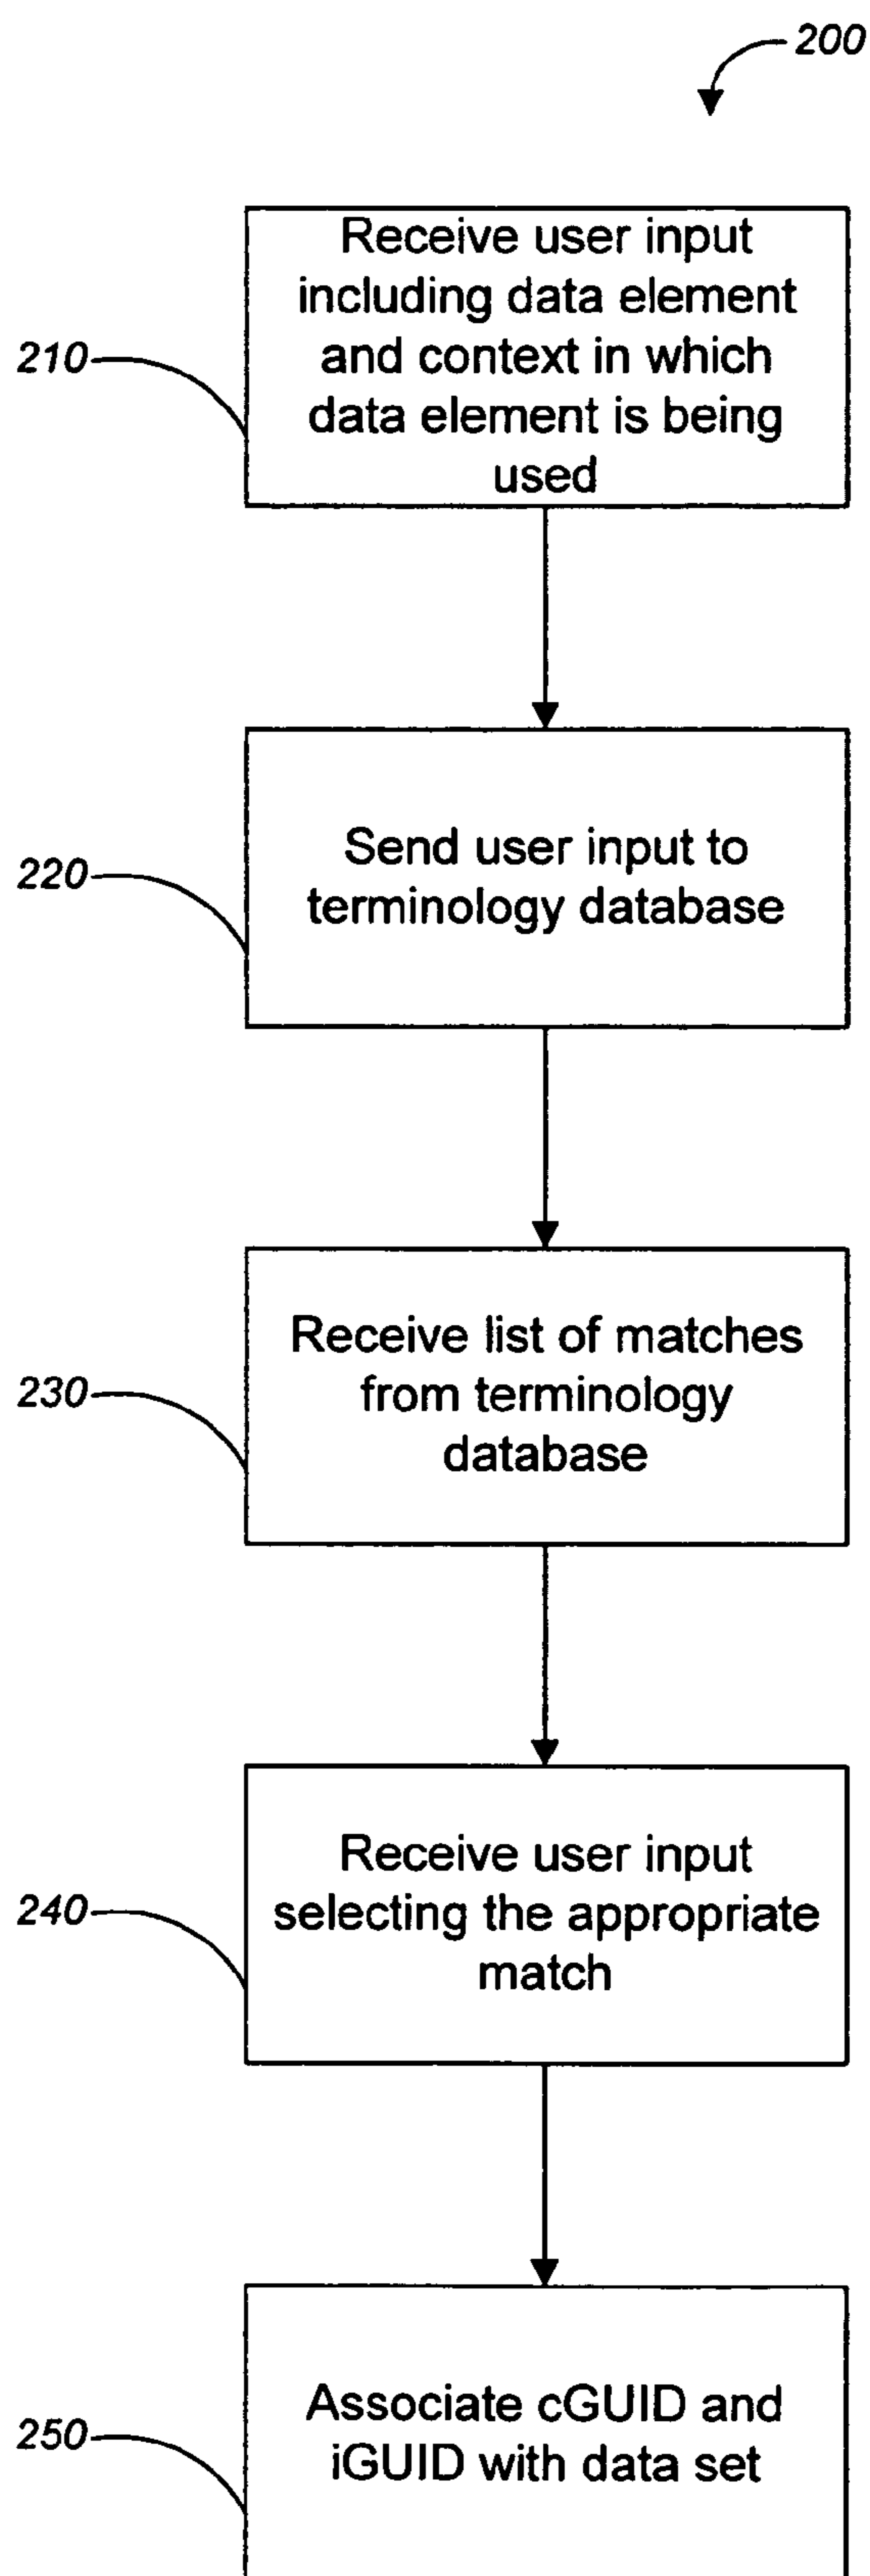 200
Receive user input
including data element
and context in which
data element is being
used
210
Send user input to
terminology database
220
Receive list of matches
from terminology
database
230
Receive user input
selecting the appropriate
match
240
Associate cGUID and
iGUID with data set
250